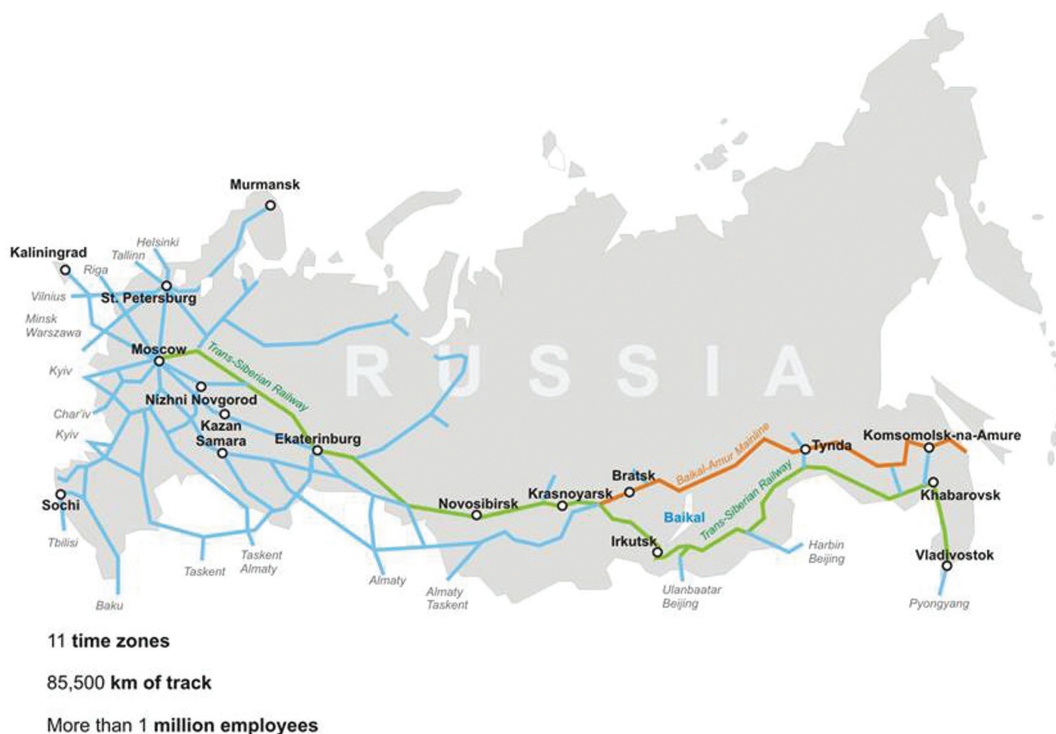 Murmansk
Helsinki
Kaliningrad
Tallinn
Riga
Vilnius
St. Petersburg
Minsk
Warszawa
Moscow
Trans-Siberian Railway
RUSSIA
Kyiv
Nizhni Novgorod
Char'iv
Kazan
Samara
Kyiv
Ekaterinburg
Baikal-Amur Mainline
Komsomolsk-na-Amure
Tynda
Bratsk
Trans-Siberian Railway
Sochi
Novosibirsk
Krasnoyarsk
Khabarovsk
Baikal
Irkutsk
Tbilisi
Taskent
Taskent
Almaty
Almaty
Almaty
Taskent
Harbin
Beijing
Vladivostok
Ulanbaatar
Beijing
Baku
Pyongyang
11 time zones
85,500 km of track
More than 1 million employees